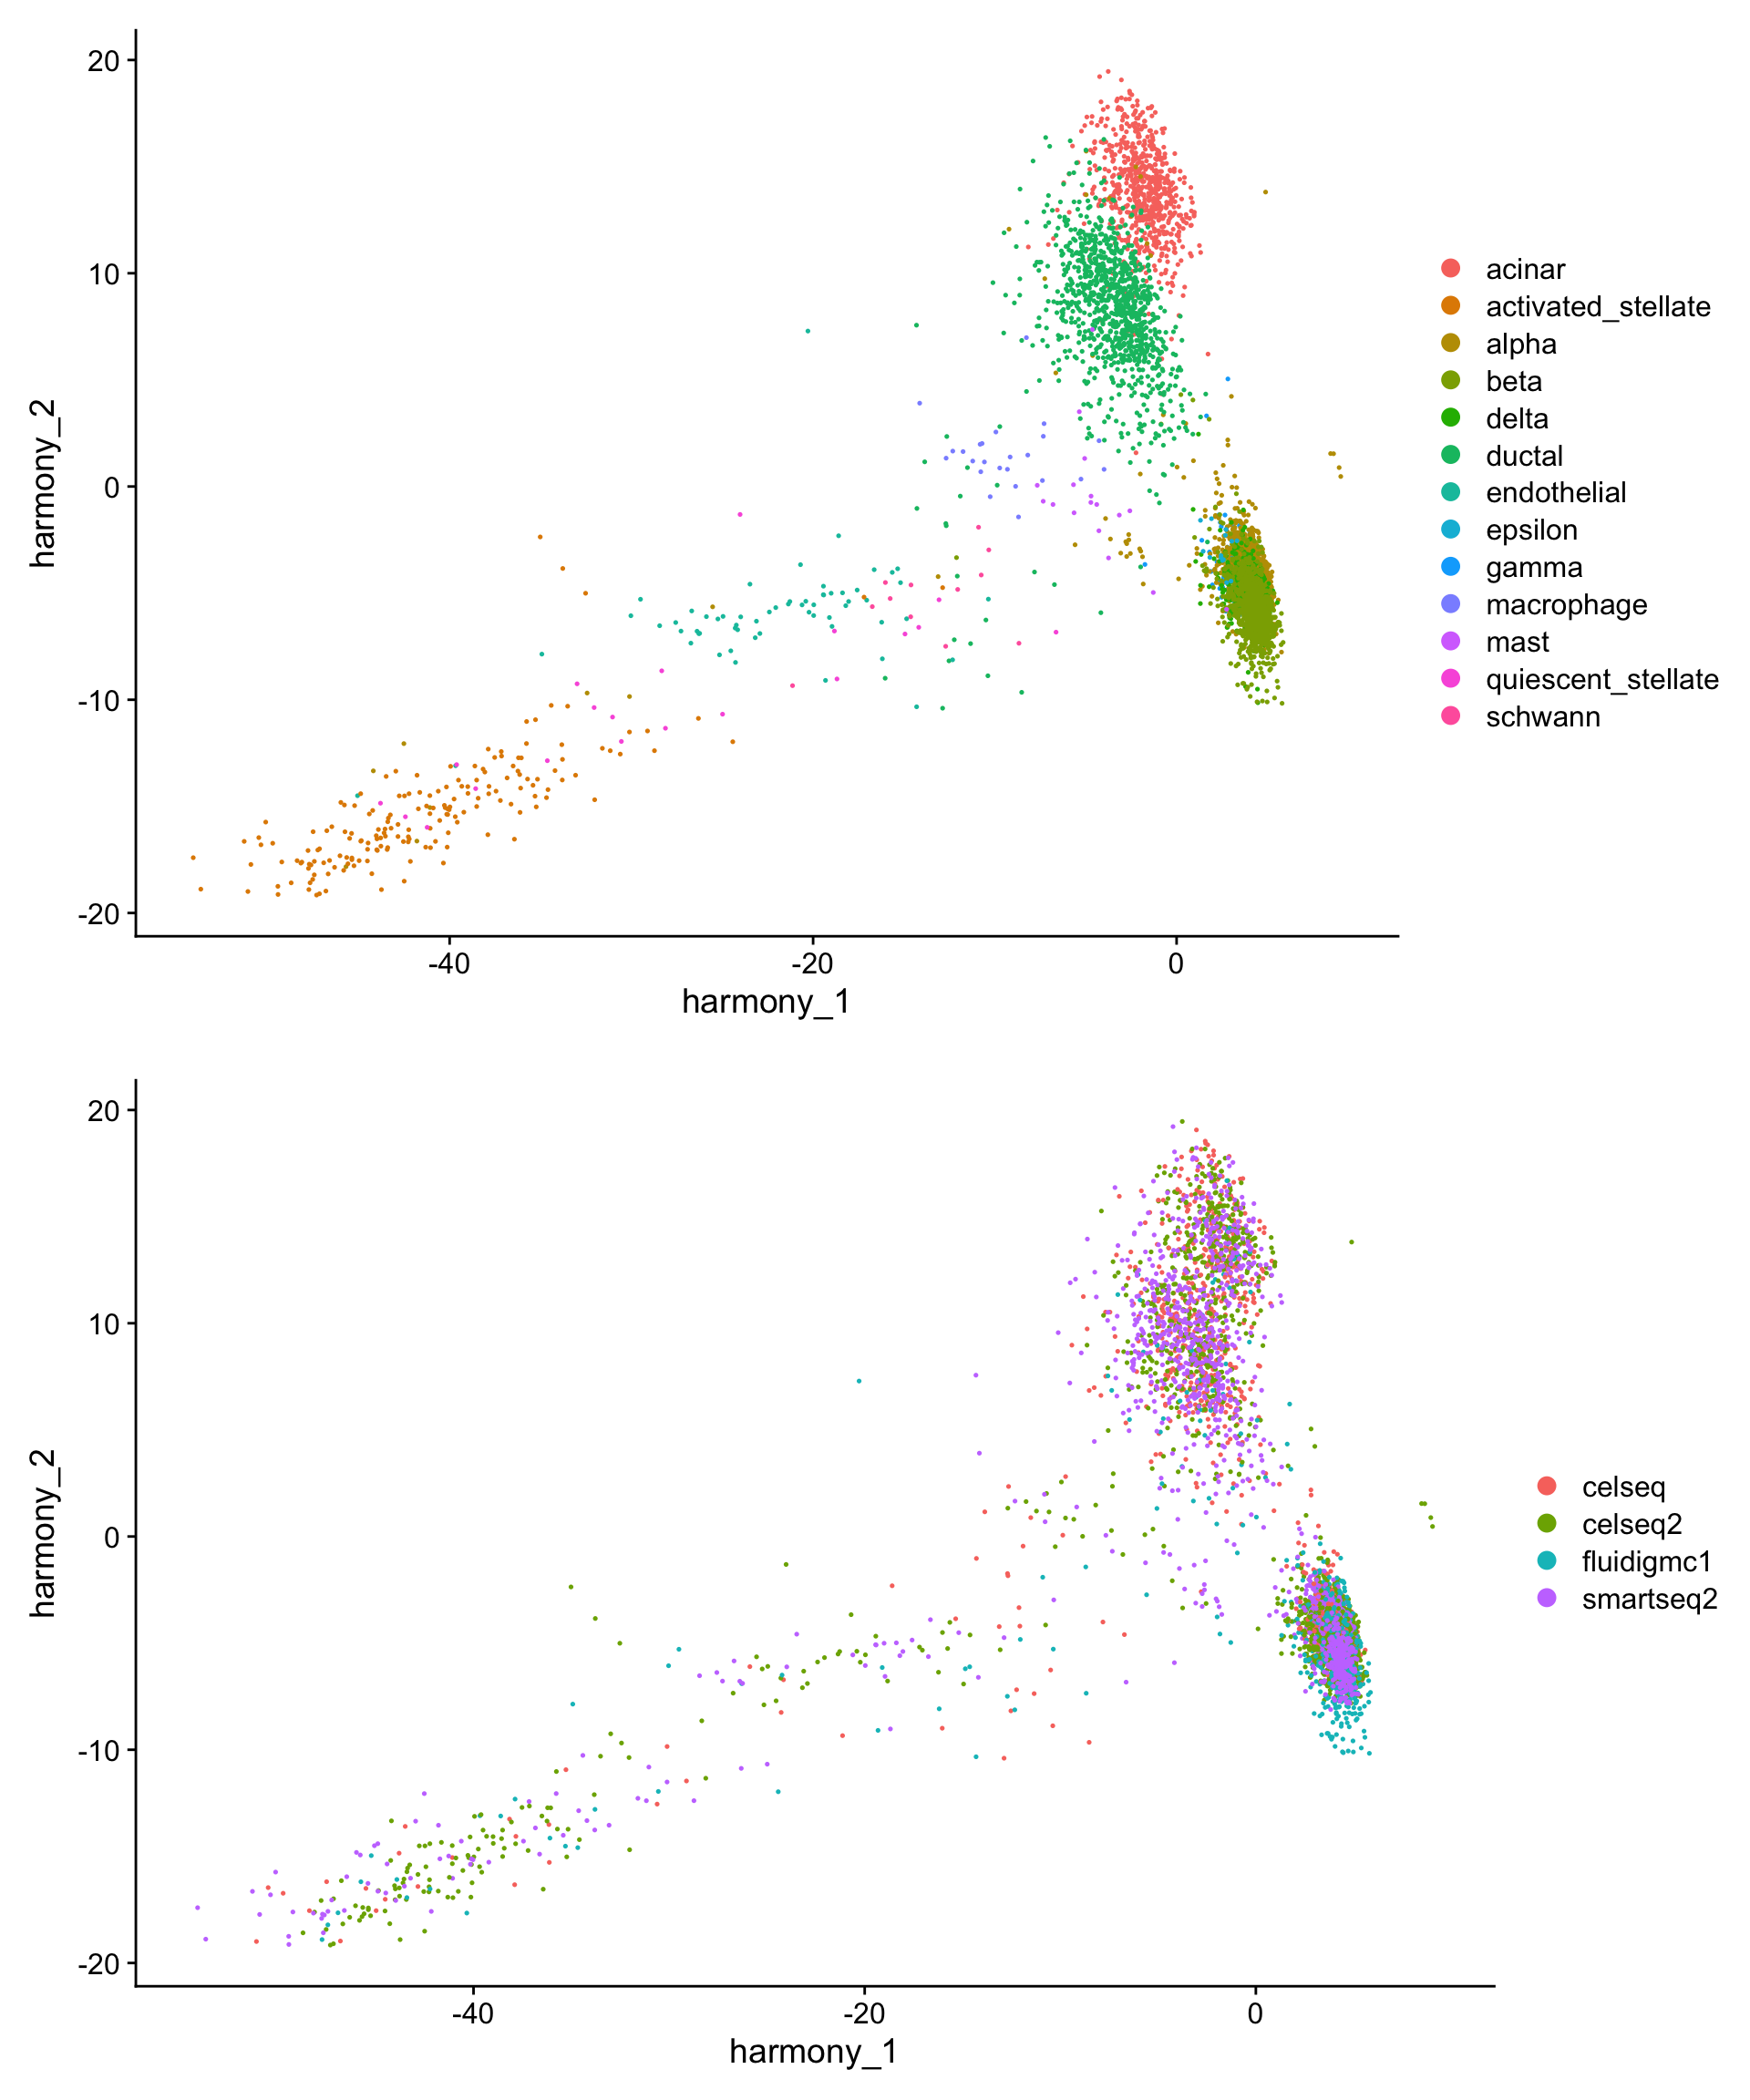 20
10
0
-10
-20
harmony_2
-40
-20
0
harmony_1
acinar
activated_stellate
alpha
beta
delta
ductal
endothelial
epsilon
gamma
macrophage
mast
quiescent_stellate
schwann
20
10
0
-10
-20
harmony_2
-40
-20
0
harmony_1
celseq
celseq2
fluidigmc1
smartseq2